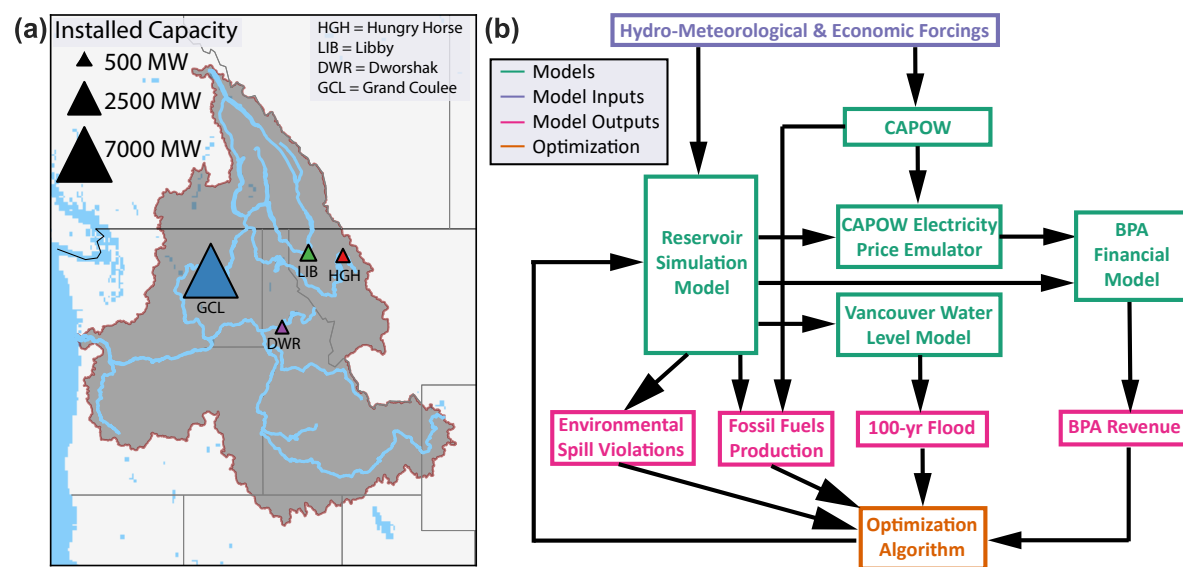 (a)
Installed Capacity
500 MW
2500 MW
7000 MW
HGH = Hungry Horse
LIB = Libby
DWR = Dworshak
GCL = Grand Coulee
LIB
HGH
GCL
DWR
(b)
Hydro-Meteorological & Economic Forcings
Models
Model Inputs
Model Outputs
Optimization
CAPOW
Reservoir
Simulation
Model
CAPOW Electricity
Price Emulator
BPA
Financial
Model
Vancouver Water
Level Model
Environmental
Spill Violations
Fossil Fuels
Production
100-yr Flood
BPA Revenue
Optimization
Algorithm